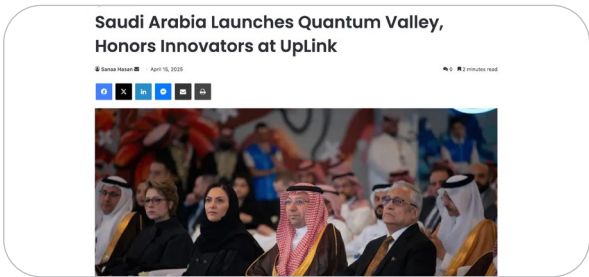 Saudi Arabia Launches Quantum Valley,
Honors Innovators at UpLink
Sanaa Hasan April 15, 2025 0 2 minutes read